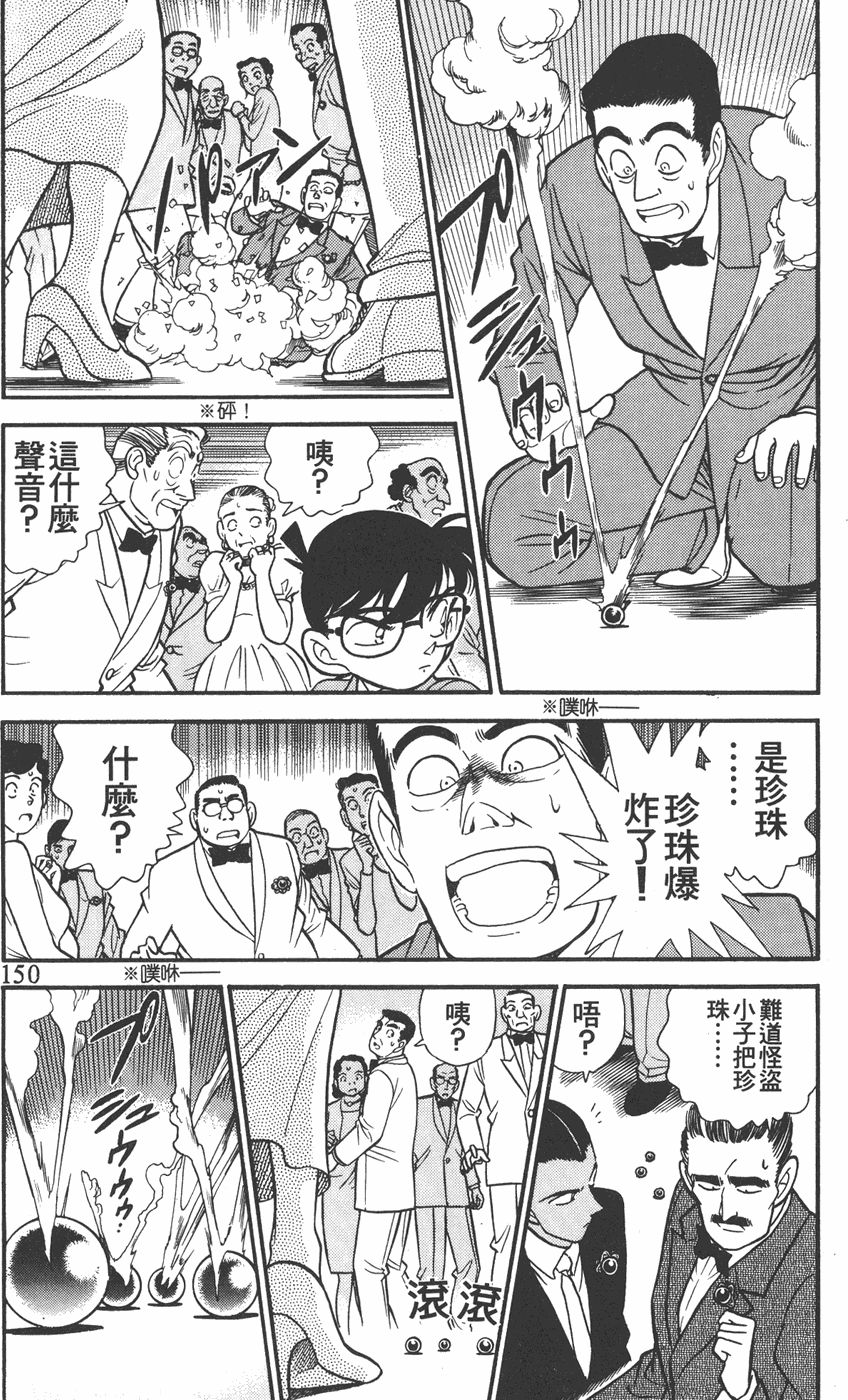 プシュウウウ
※噗咻——
パァン
※砰！
咦？
這什麼
聲音？
是珍珠
……
珍珠爆
炸了！
什麼？
難道怪盜
小子把珍
珠……
唔？
咦？
滾滾
※噗咻——
プシュウウゥ…
150